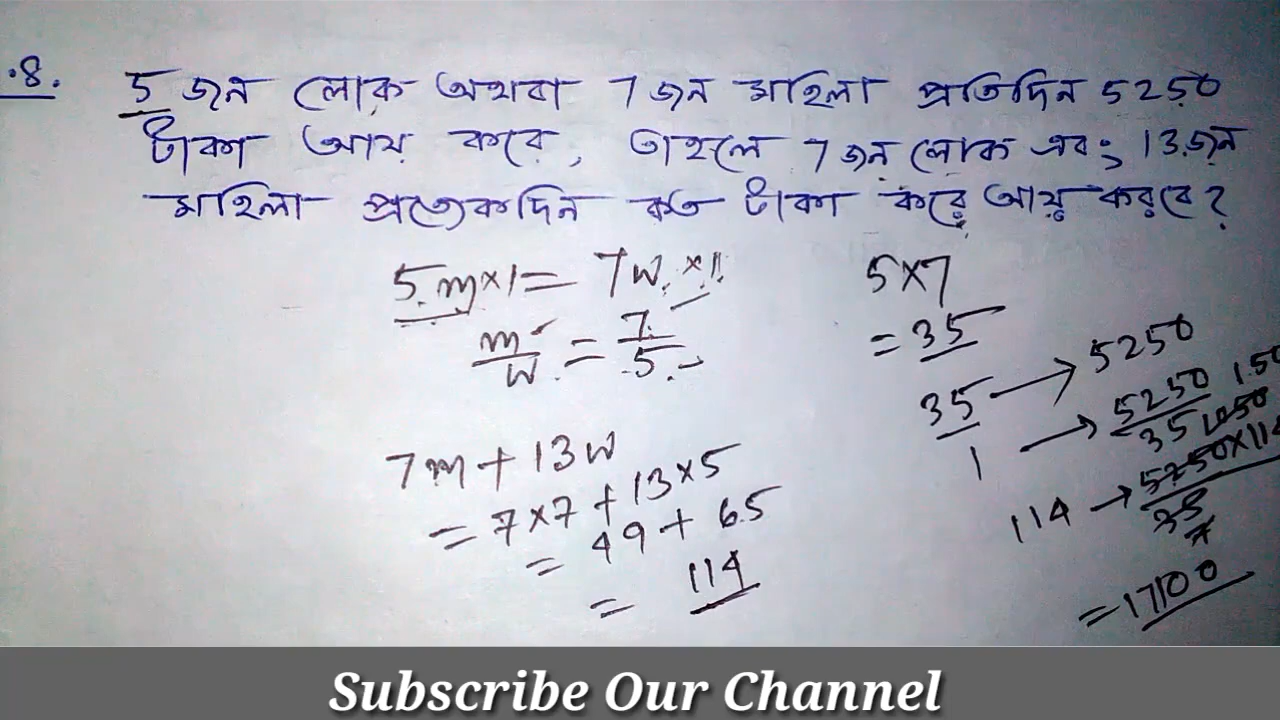 .8. 5 জন লোক অথবা 7 জন মহিলা প্রতিদিন 5250
টাকা আয় করে, তাহলে 7 জন লোক এবং 13 জন
মহিলা প্রত্যেকদিন কত টাকা করে আয় করবে?
5m×1 = 7w×1
m/w = 7/5
7m + 13w
= 7×7 + 13×5
= 49 + 65
= 114
5×7
= 35
35 → 5250
1 → 5250/35
114 → 5250×114/35
= 17100
Subscribe Our Channel